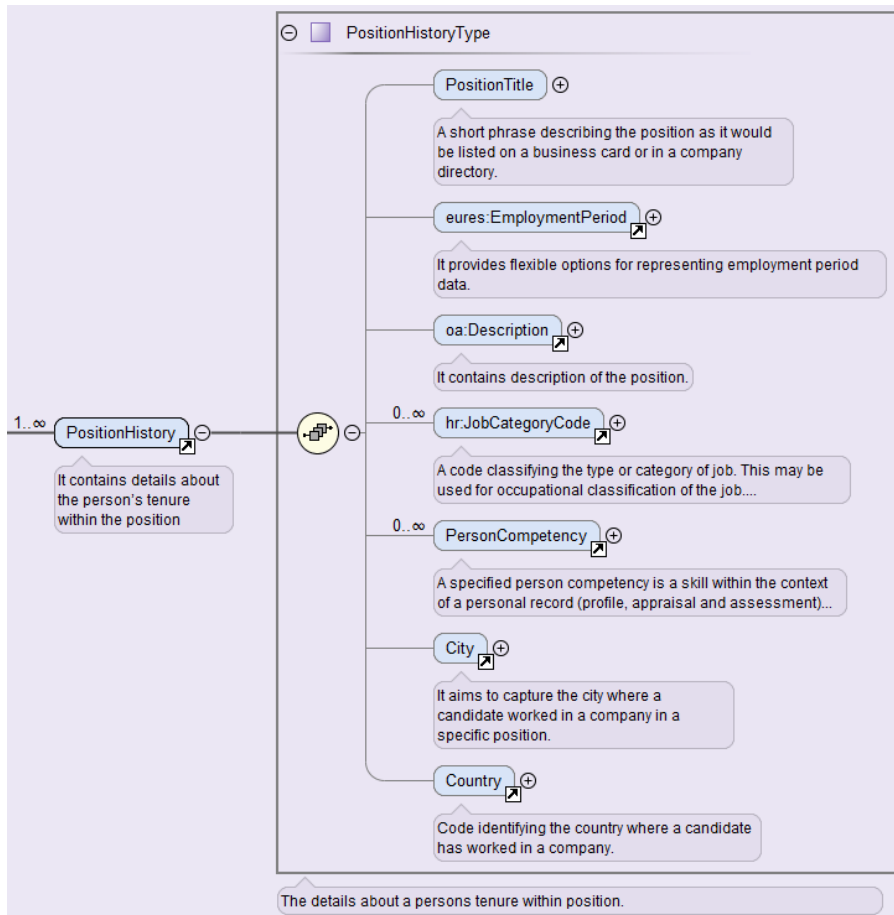 PositionHistoryType
PositionTitle
A short phrase describing the position as it would
be listed on a business card or in a company
directory.
eures:EmploymentPeriod
It provides flexible options for representing employment period
data.
oa:Description
It contains description of the position.
1..∞
PositionHistory
It contains details about
the person's tenure
within the position
0..∞
hr:JobCategoryCode
A code classifying the type or category of job. This may be
used for occupational classification of the job....
0..∞
PersonCompetency
A specified person competency is a skill within the context
of a personal record (profile, appraisal and assessment)...
City
It aims to capture the city where a
candidate worked in a company in a
specific position.
Country
Code identifying the country where a candidate
has worked in a company.
The details about a persons tenure within position.